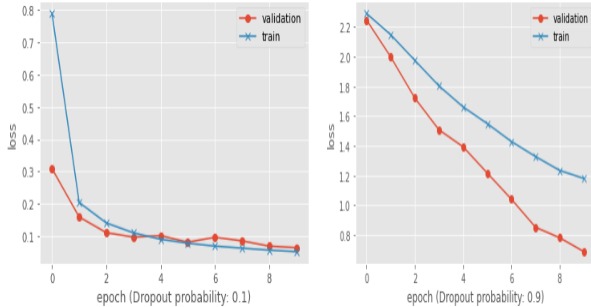 validation
train
0.8
0.7
0.6
0.5
0.4
0.3
0.2
0.1
loss
0 2 4 6 8
epoch (Dropout probability: 0.1)
validation
train
2.2
2.0
1.8
1.6
1.4
1.2
1.0
0.8
loss
0 2 4 6 8
epoch (Dropout probability: 0.9)